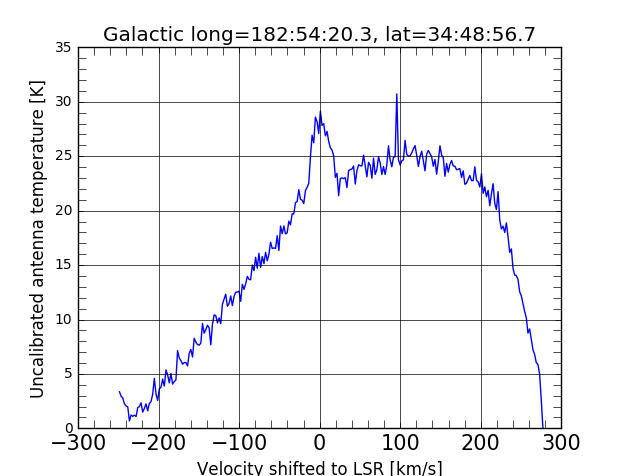 Galactic long=182:54:20.3, lat=34:48:56.7
Uncalibrated antenna temperature [K]
35
30
25
20
15
10
5
0
−300 −200 −100 0 100 200 300
Velocity shifted to LSR [km/s]